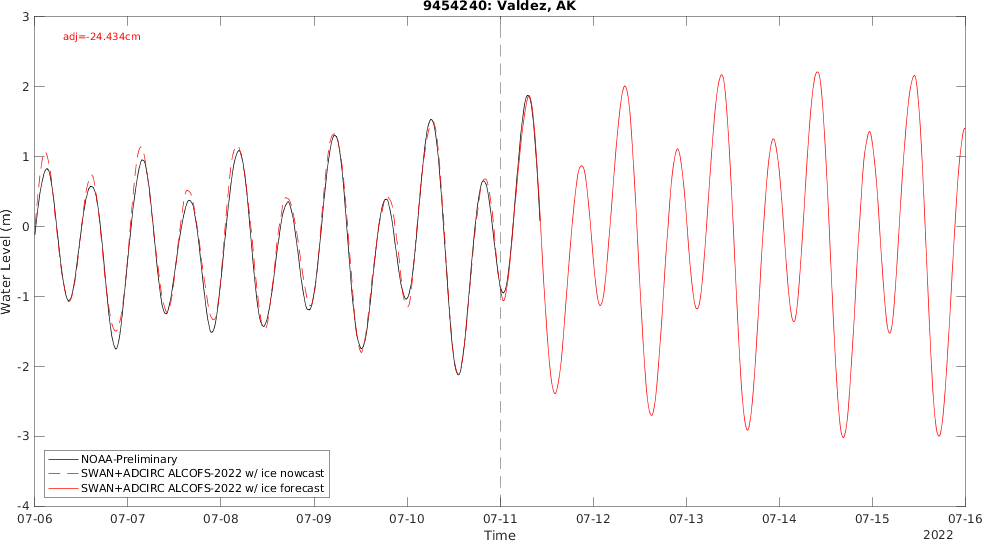 9454240: Valdez, AK
adj=-24.434cm
3
2
1
0
-1
-2
-3
-4
Water Level (m)
NOAA-Preliminary
SWAN+ADCIRC ALCOFS-2022 w/ ice nowcast
SWAN+ADCIRC ALCOFS-2022 w/ ice forecast
07-06 07-07 07-08 07-09 07-10 07-11 07-12 07-13 07-14 07-15 07-16
Time
2022